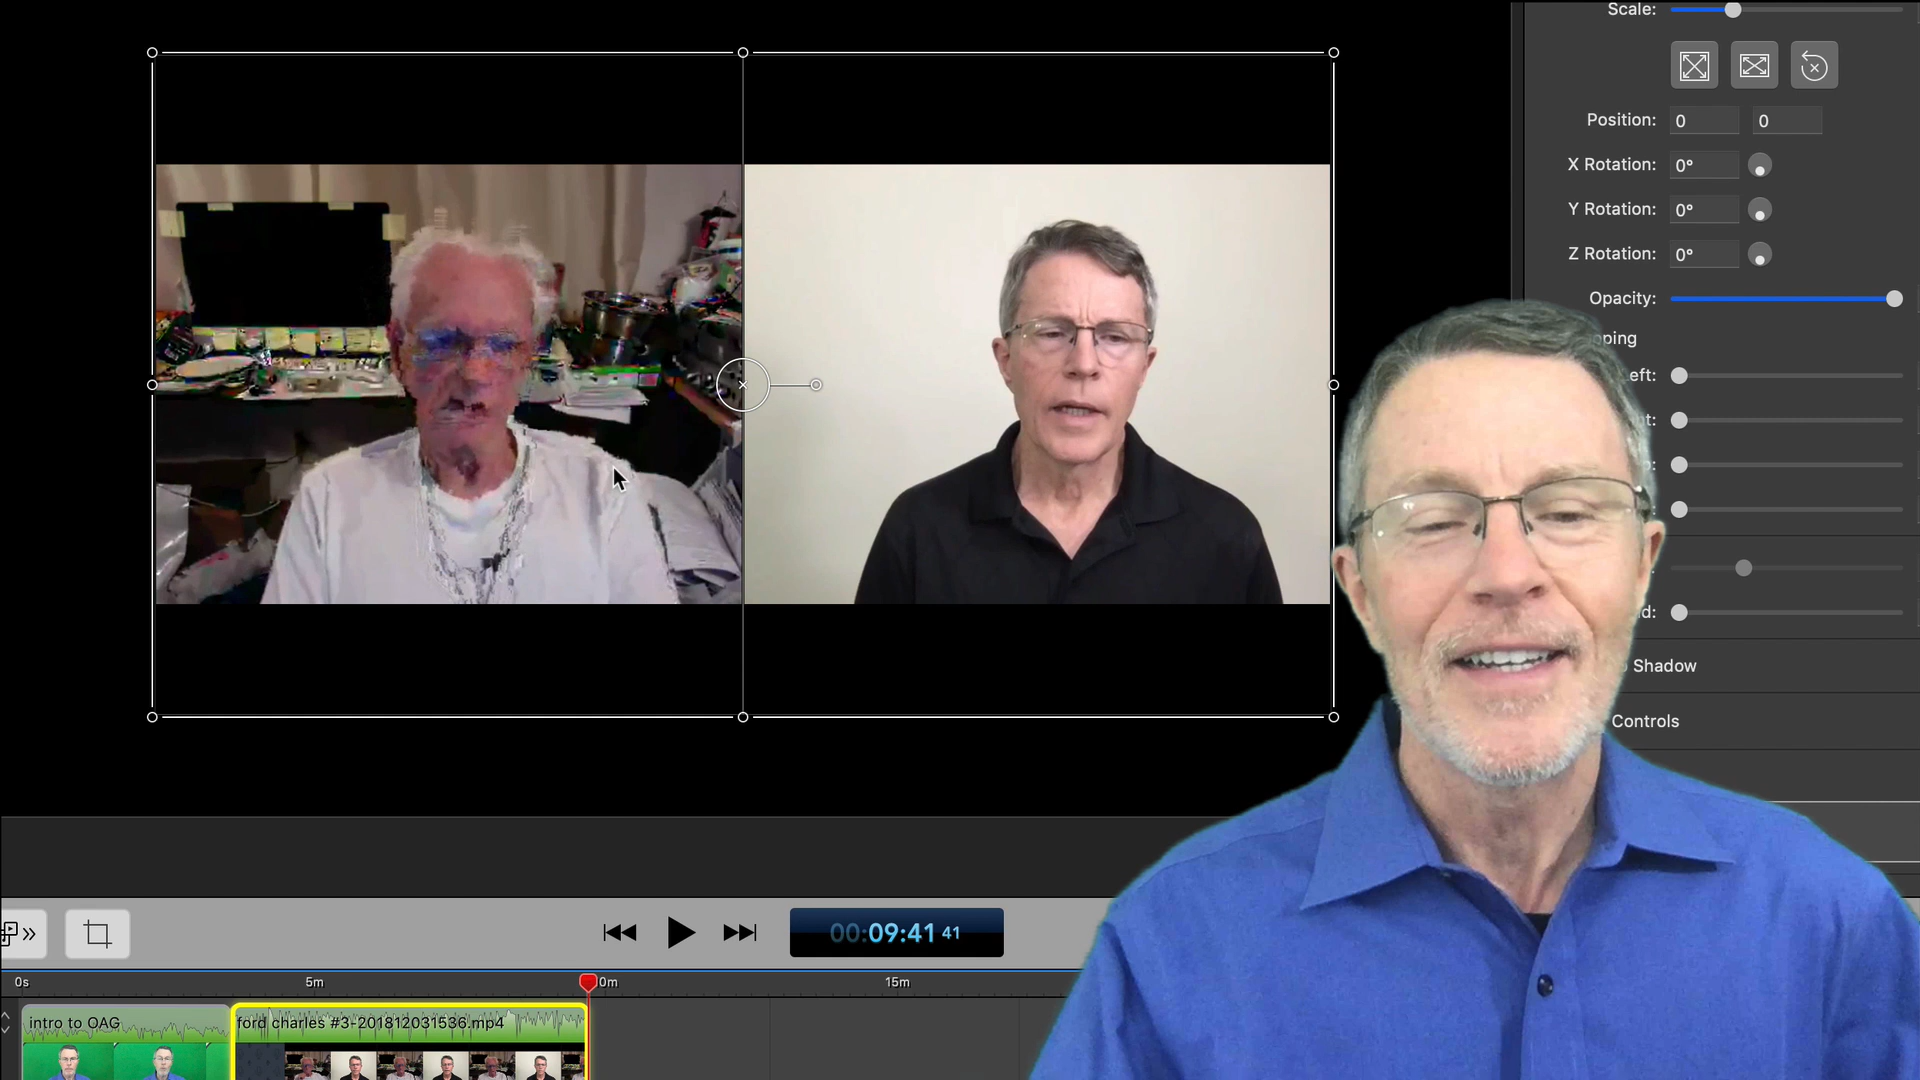 Scale:
Position: 0 0
X Rotation: 0°
Y Rotation: 0°
Z Rotation: 0°
Opacity:
pping
eft:
Shadow
Controls
00:09:41 41
0s 5m 0m 15m
intro to OAG
ford charles #3-201812031536.mp4